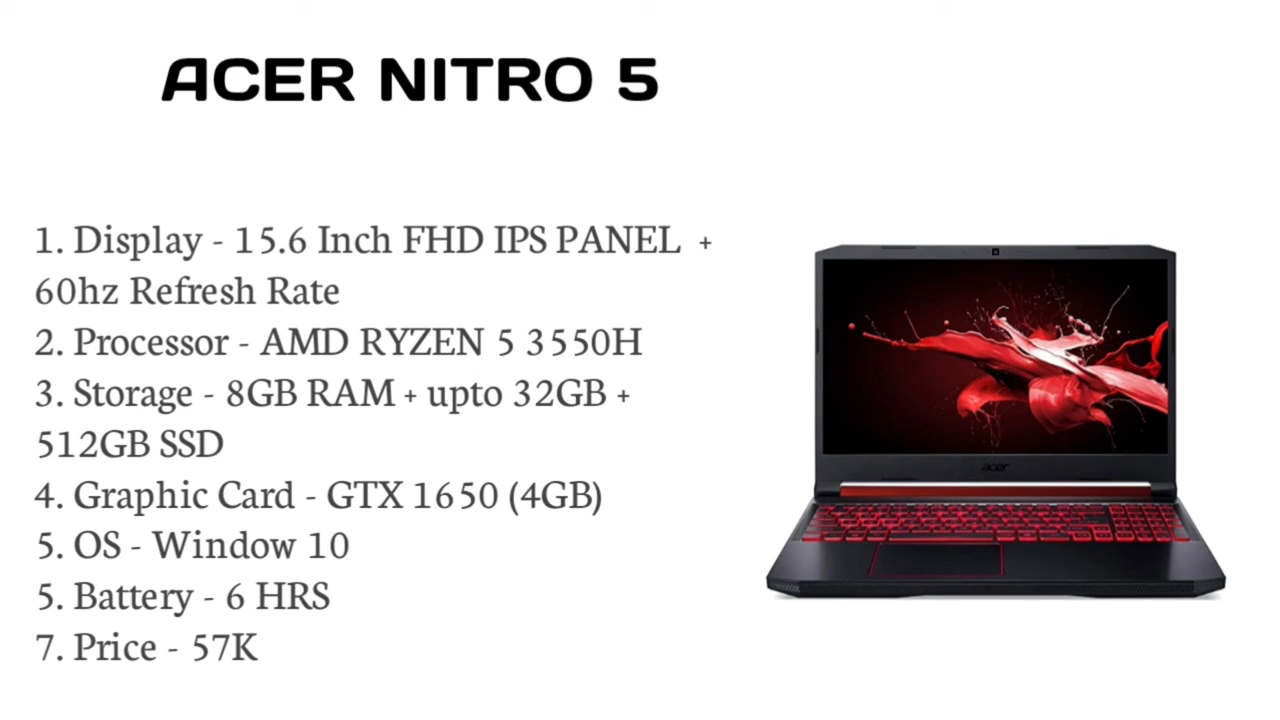 ACER NITRO 5
1. Display - 15.6 Inch FHD IPS PANEL +
60hz Refresh Rate
2. Processor - AMD RYZEN 5 3550H
3. Storage - 8GB RAM + upto 32GB +
512GB SSD
4. Graphic Card - GTX 1650 (4GB)
5. OS - Window 10
5. Battery - 6 HRS
7. Price - 57K
acer